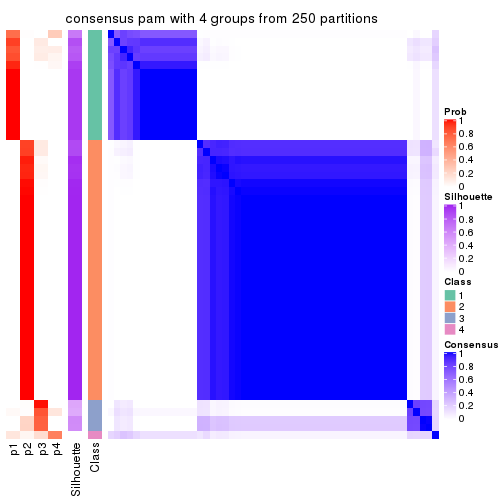 consensus pam with 4 groups from 250 partitions
Prob
1
0.8
0.6
0.4
0.2
0
Silhouette
1
0.8
0.6
0.4
0.2
0
Class
1
2
3
4
Consensus
1
0.8
0.6
0.4
0.2
0
p1
p2
p3
p4
Silhouette
Class